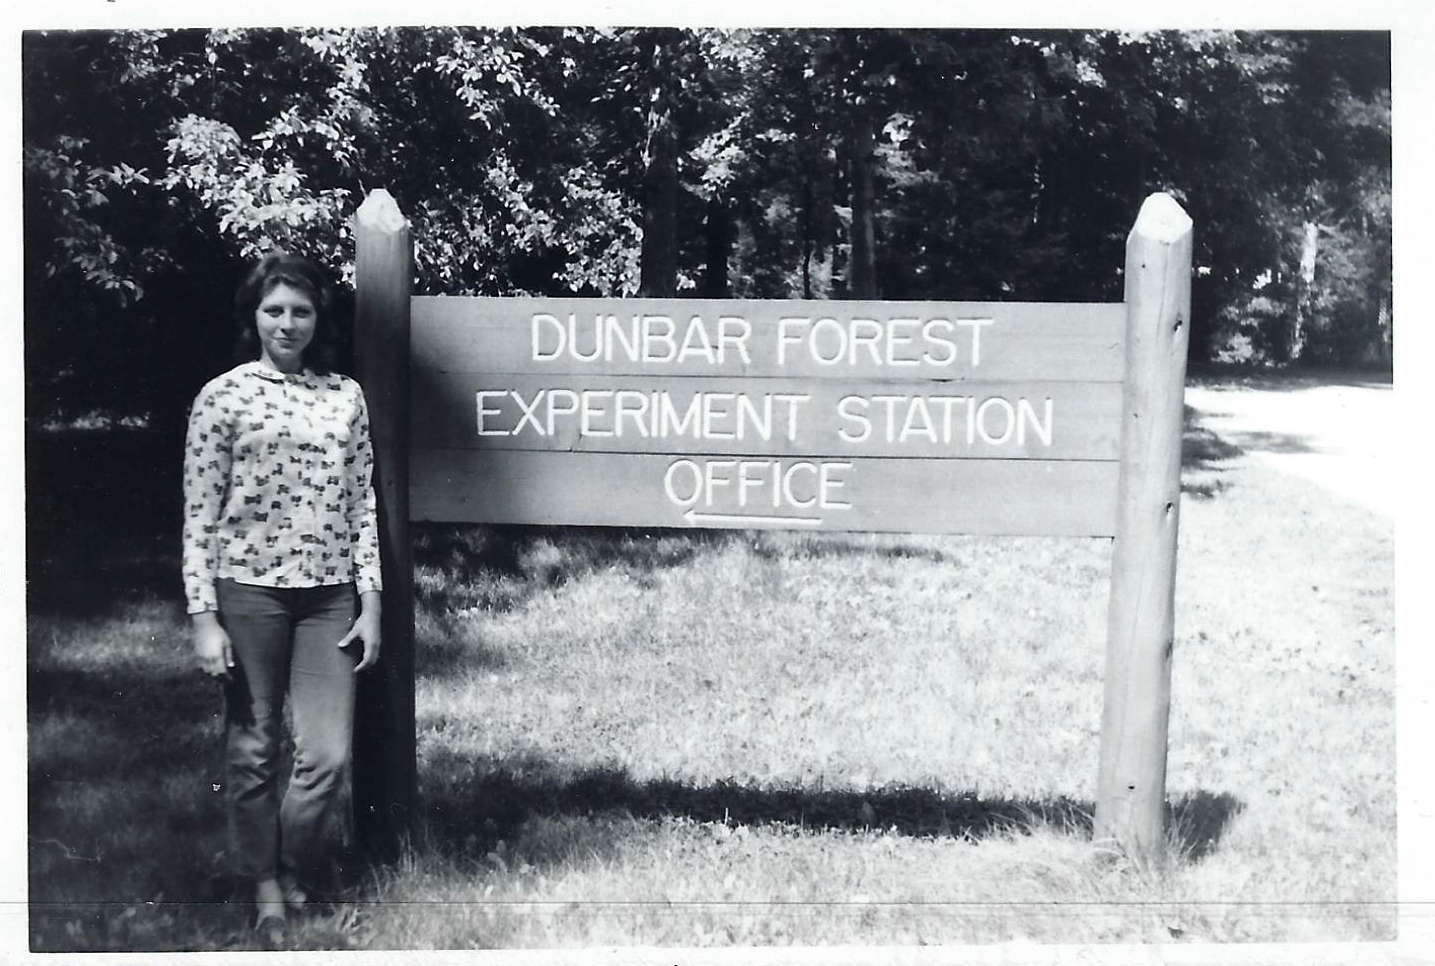 DUNBAR FOREST
EXPERIMENT STATION
OFFICE